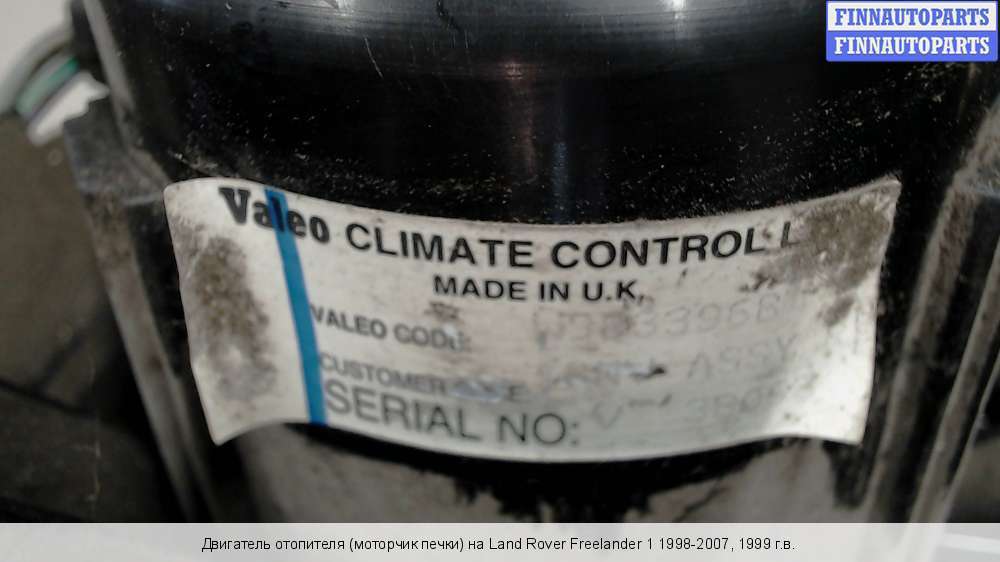 FINNAUTOPARTS
FINNAUTOPARTS
Valeo CLIMATE CONTROL L
MADE IN U.K.
VALEO CODE:
CUSTOMER
SERIAL NO:
Двигатель отопителя (моторчик печки) на Land Rover Freelander 1 1998-2007, 1999 г.в.